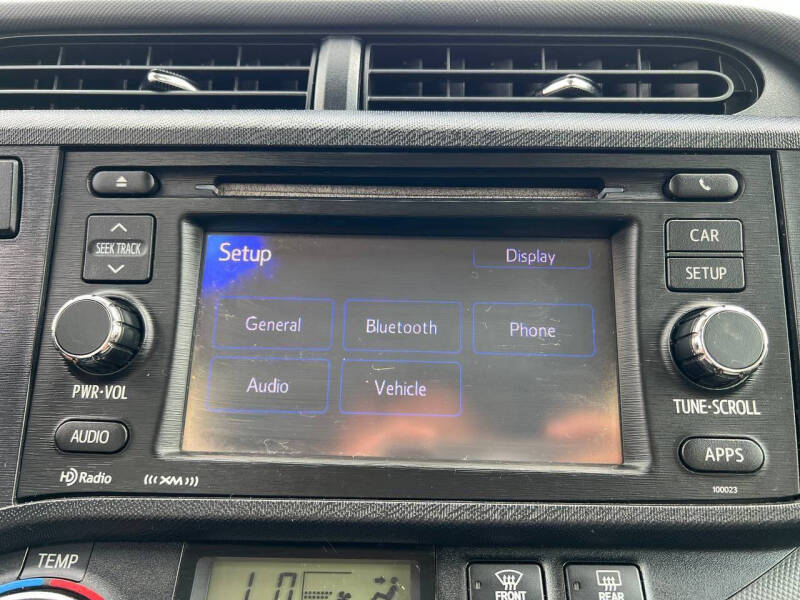 SEEK TRACK
PWR·VOL
AUDIO
HD Radio
((( XM )))
Setup
Display
General
Bluetooth
Phone
Audio
Vehicle
CAR
SETUP
TUNE·SCROLL
APPS
100023
TEMP
LO
FRONT
REAR